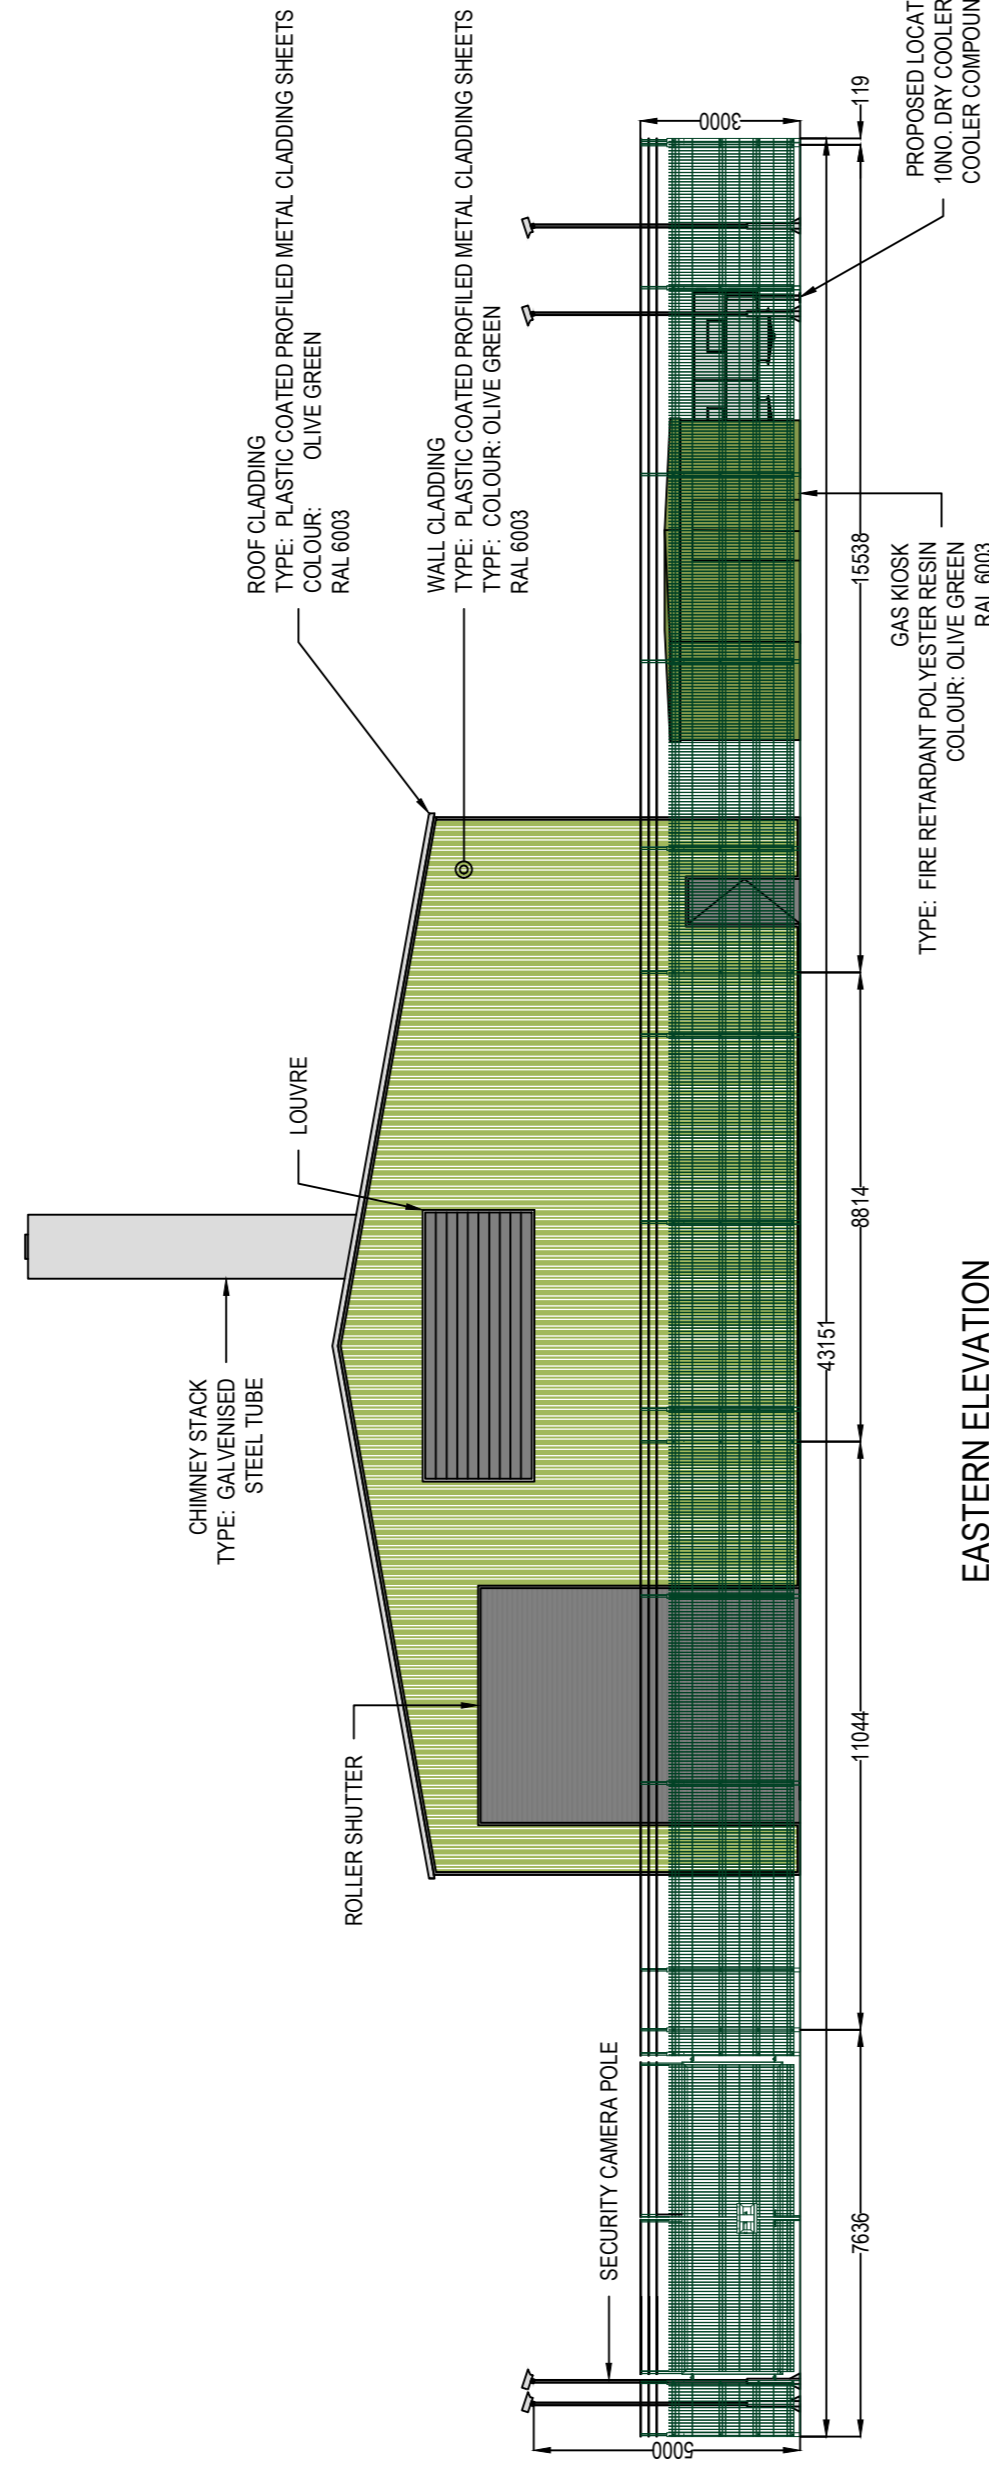 CHIMNEY STACK
TYPE: GALVENISED
STEEL TUBE
LOUVRE
ROOF CLADDING
TYPE: PLASTIC COATED PROFILED METAL CLADDING SHEETS
COLOUR: OLIVE GREEN
RAL 6003
WALL CLADDING
TYPE: PLASTIC COATED PROFILED METAL CLADDING SHEETS
TYPF: COLOUR: OLIVE GREEN
RAL 6003
ROLLER SHUTTER
SECURITY CAMERA POLE
5000
3000
43151
7636
11044
8814
15538
119
GAS KIOSK
TYPE: FIRE RETARDANT POLYESTER RESIN
COLOUR: OLIVE GREEN
RAL 6003
PROPOSED LOCAT
10NO. DRY COOLER
COOLER COMPOUN
EASTERN ELEVATION